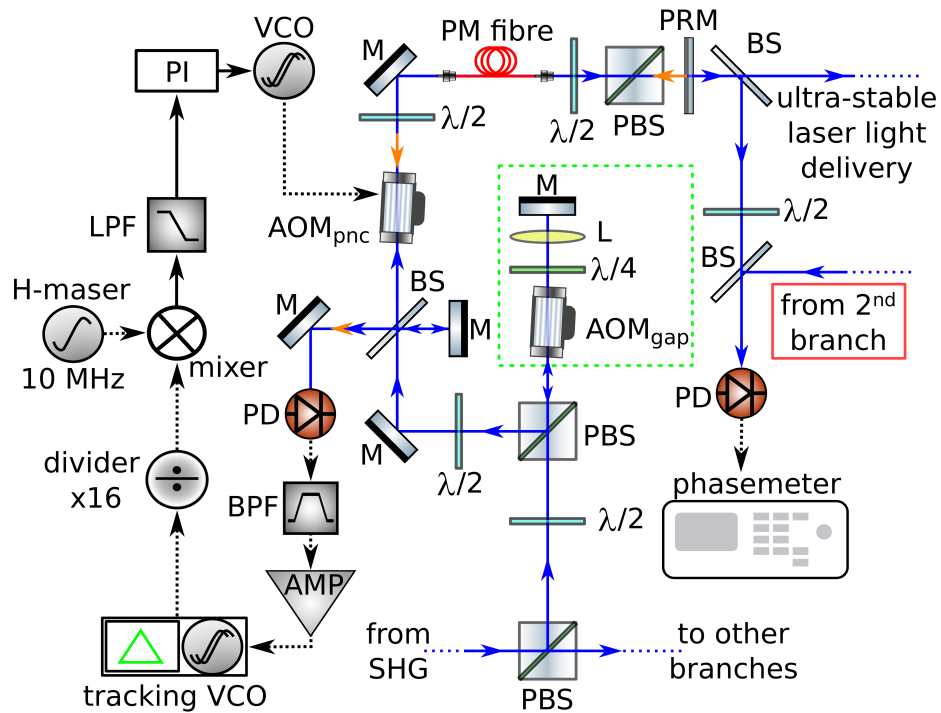 VCO
PM fibre
PRM
BS
M
PI
λ/2
λ/2
PBS
ultra-stable
laser light
delivery
M
LPF
AOMpnc
L
λ/2
λ/4
BS
H-maser
BS
M
M
AOMgap
from 2nd
branch
10 MHz
mixer
PD
PD
M
PBS
divider
x16
λ/2
phasemeter
BPF
λ/2
AMP
from
SHG
to other
branches
tracking VCO
PBS